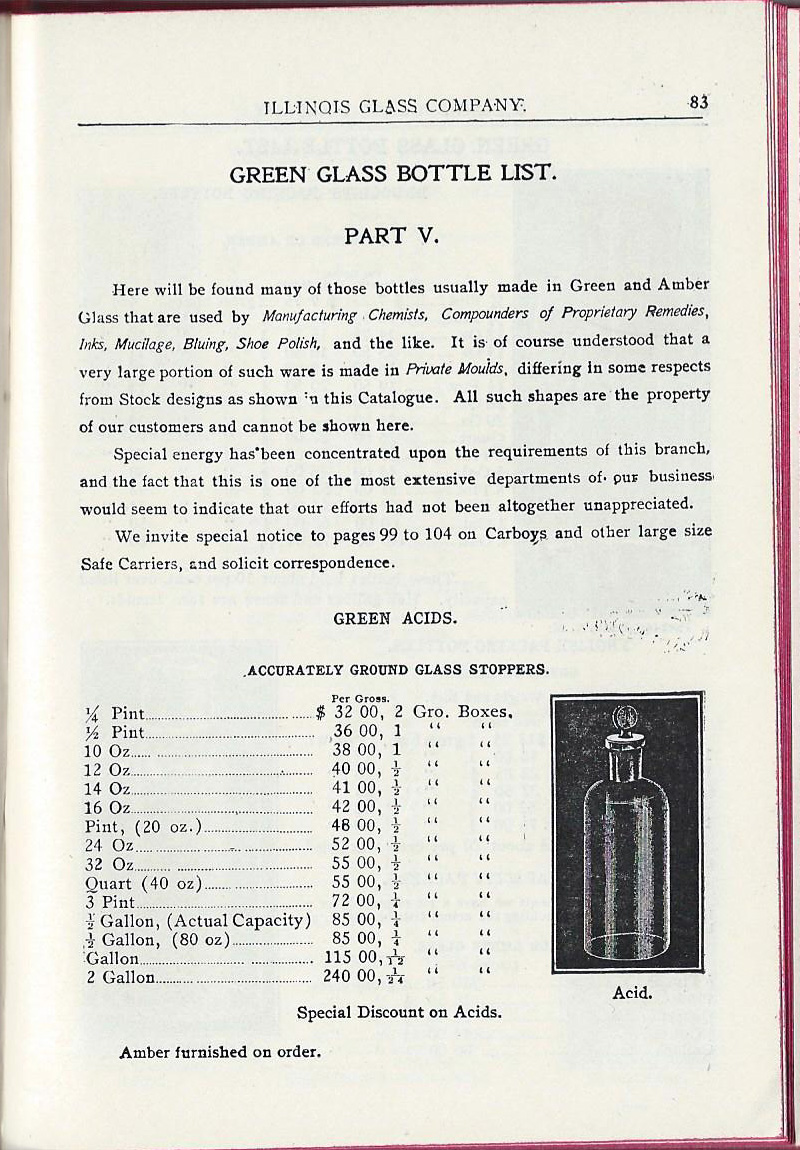 ILLINOIS GLASS COMPANY. 83
GREEN GLASS BOTTLE LIST.
PART V.
Here will be found many of those bottles usually made in Green and Amber
Glass that are used by Manufacturing Chemists, Compounders of Proprietary Remedies,
Inks, Mucilage, Bluing, Shoe Polish, and the like. It is of course understood that a
very large portion of such ware is made in Private Moulds, differing in some respects
from Stock designs as shown in this Catalogue. All such shapes are the property
of our customers and cannot be shown here.
Special energy has been concentrated upon the requirements of this branch,
and the fact that this is one of the most extensive departments of our business
would seem to indicate that our efforts had not been altogether unappreciated.
We invite special notice to pages 99 to 104 on Carboys and other large size
Safe Carriers, and solicit correspondence.
GREEN ACIDS.
ACCURATELY GROUND GLASS STOPPERS.
Per Gross.
¼ Pint............ $ 32 00, 2 Gro. Boxes.
½ Pint............ 36 00, 1 " "
10 Oz............ 38 00, 1 " "
12 Oz............ 40 00, ½ " "
14 Oz............ 41 00, ½ " "
16 Oz............ 42 00, ½ " "
Pint, (20 oz.)............ 48 00, ½ " "
24 Oz............ 52 00, ½ " "
32 Oz............ 55 00, ½ " "
Quart (40 oz)............ 55 00, ½ " "
3 Pint............ 72 00, ¼ " "
½ Gallon, (Actual Capacity) 85 00, ¼ " "
½ Gallon, (80 oz)............ 85 00, ¼ " "
Gallon............ 115 00, 1/12 " "
2 Gallon............ 240 00, 1/24 " "
Acid.
Special Discount on Acids.
Amber furnished on order.